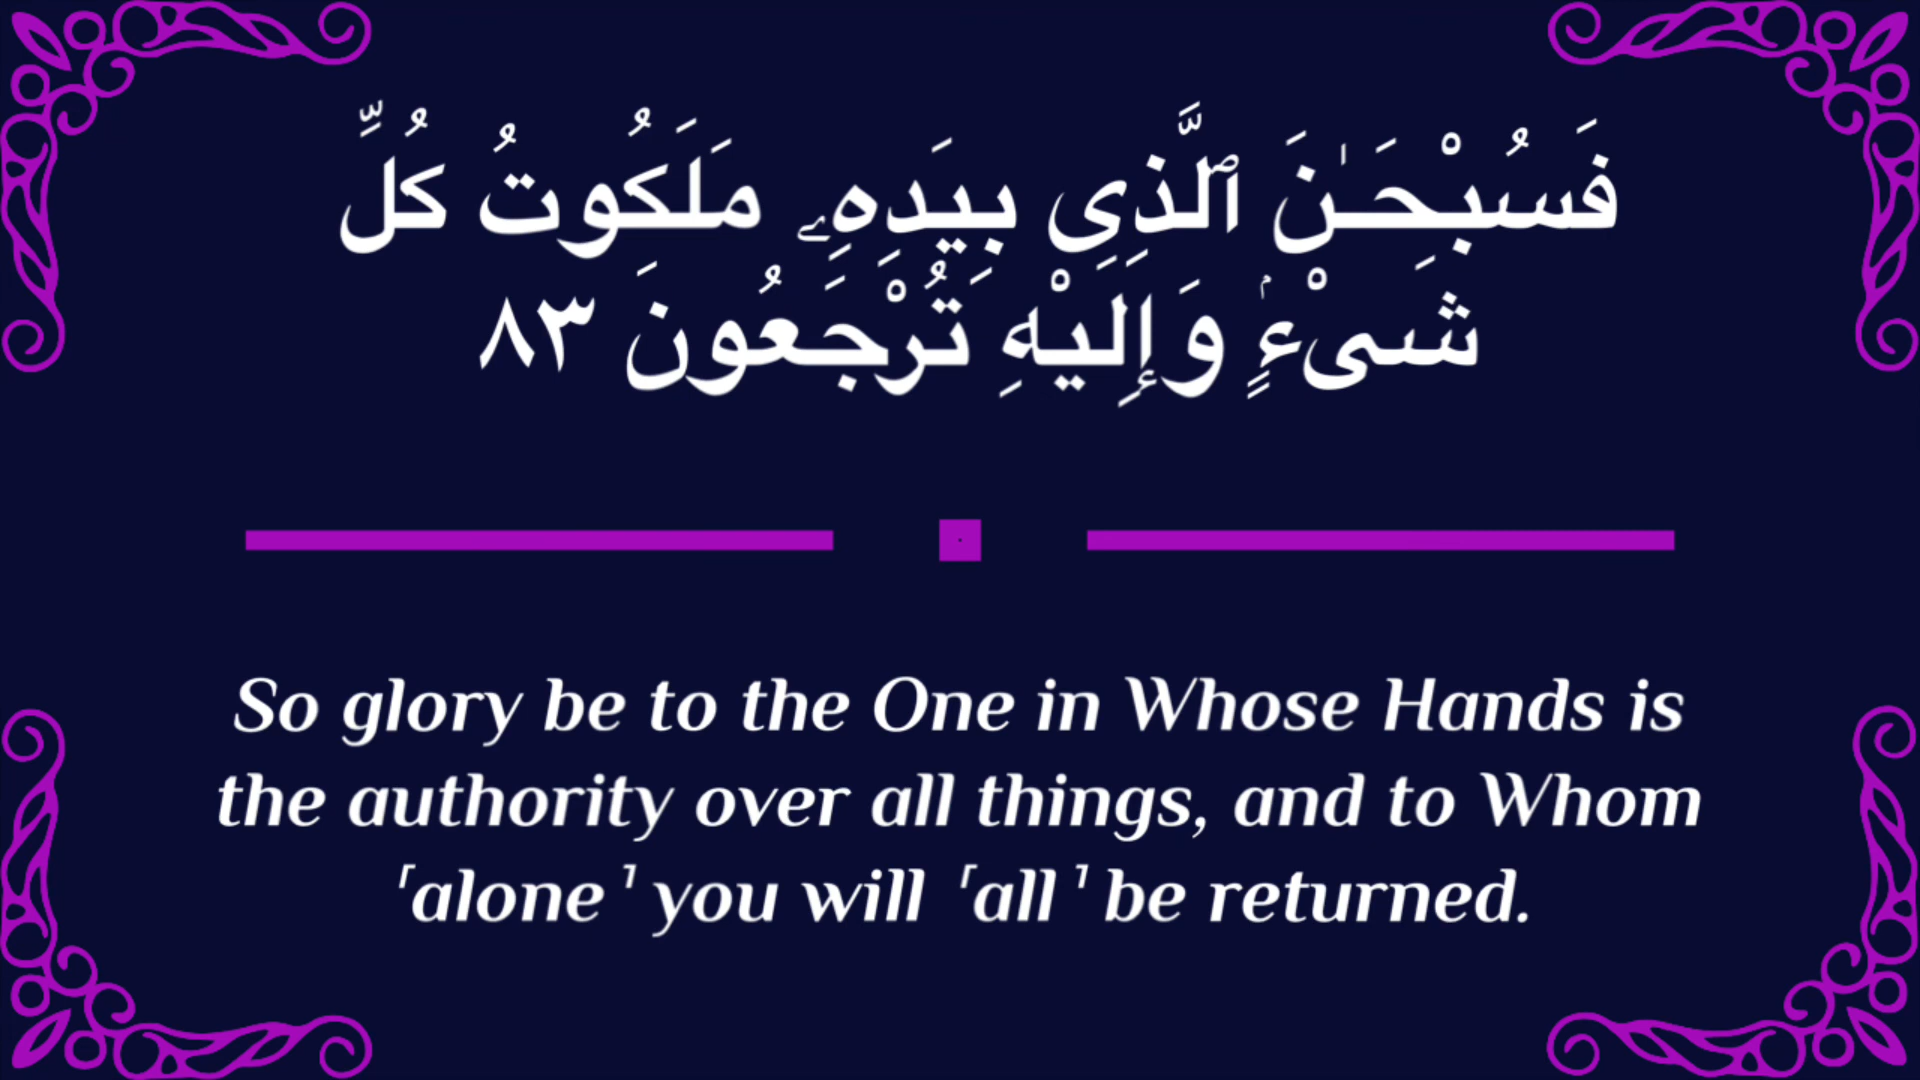 فَسُبْحَـٰنَ ٱلَّذِى بِيَدِهِۦ مَلَكُوتُ كُلِّ
شَىْءٍۢ وَإِلَيْهِ تُرْجَعُونَ ٨٣
So glory be to the One in Whose Hands is
the authority over all things, and to Whom
˹alone˺ you will ˹all˺ be returned.